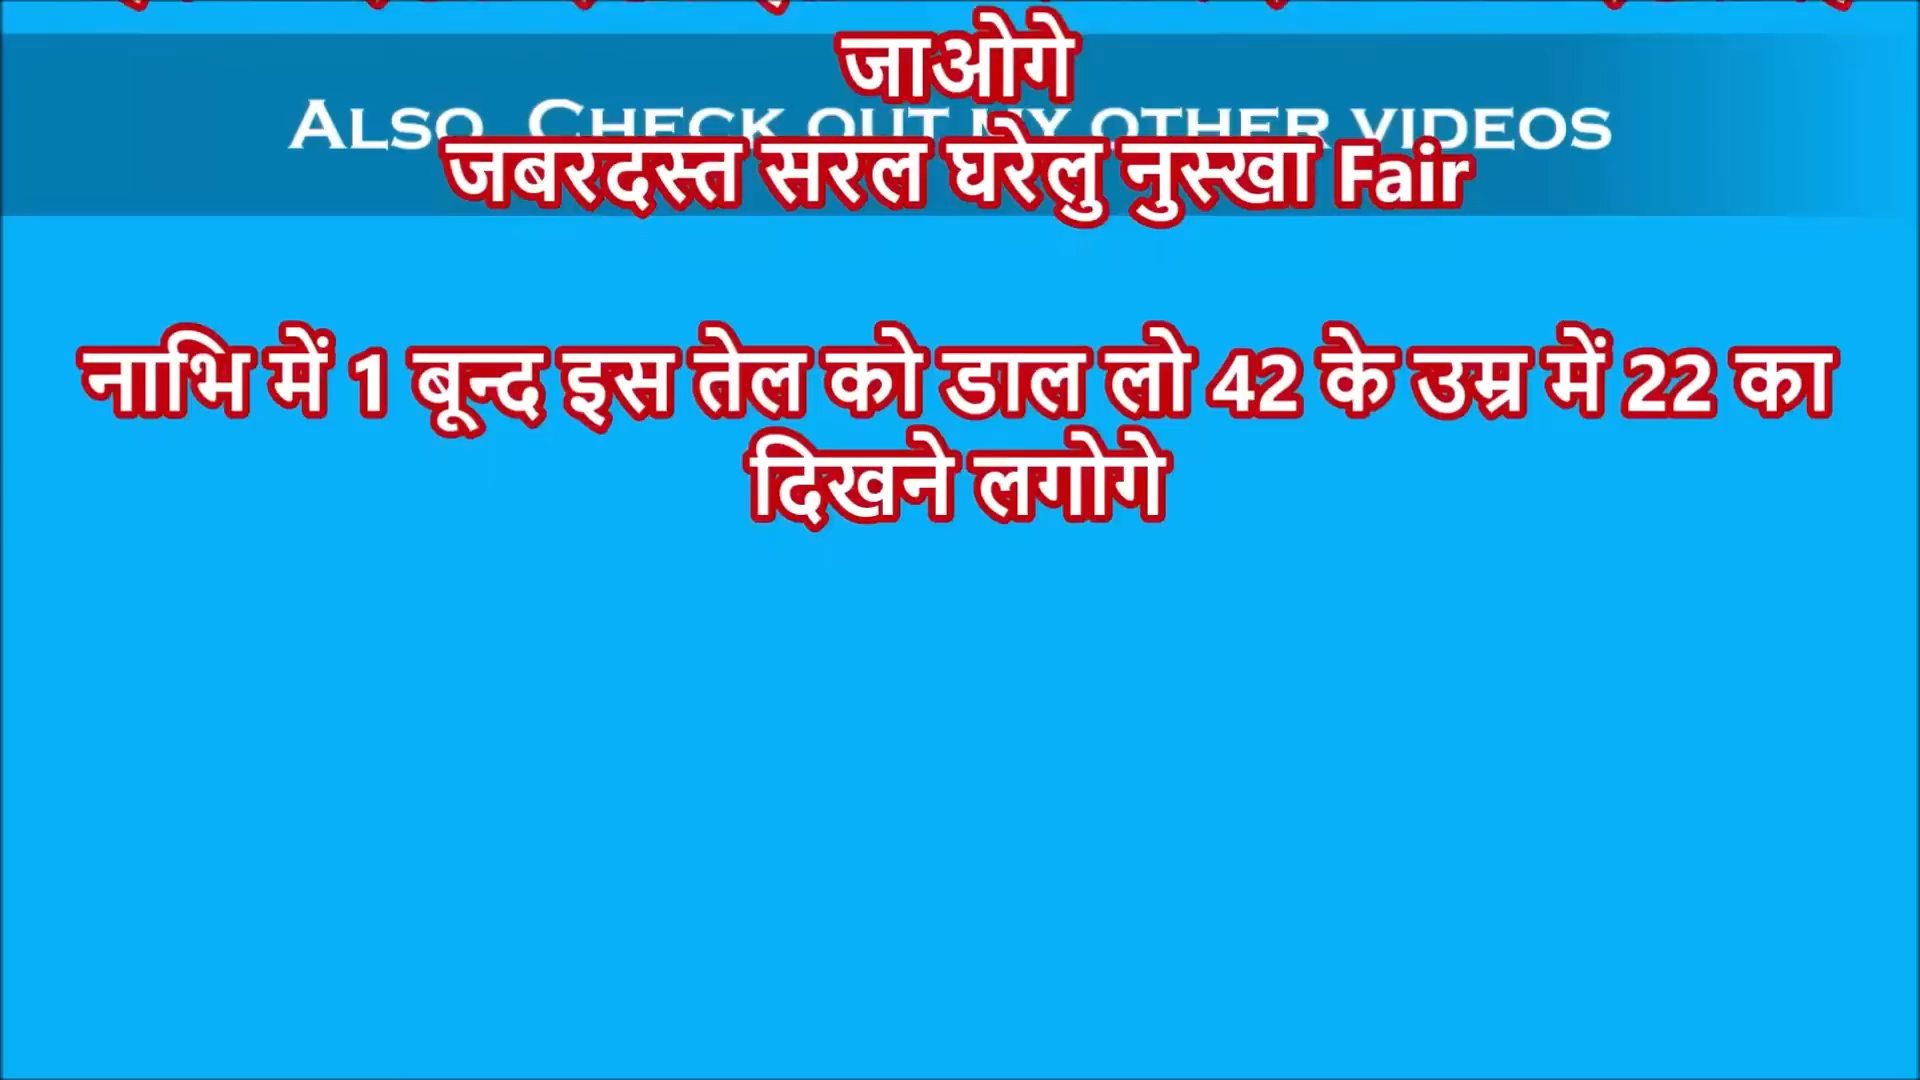 जाओगे
ALSO, CHECK OUT MY OTHER VIDEOS
जबरदस्त सरल घरेलु नुस्खा Fair
नाभि में 1 बून्द इस तेल को डाल लो 42 के उम्र में 22 का
दिखने लगोगे